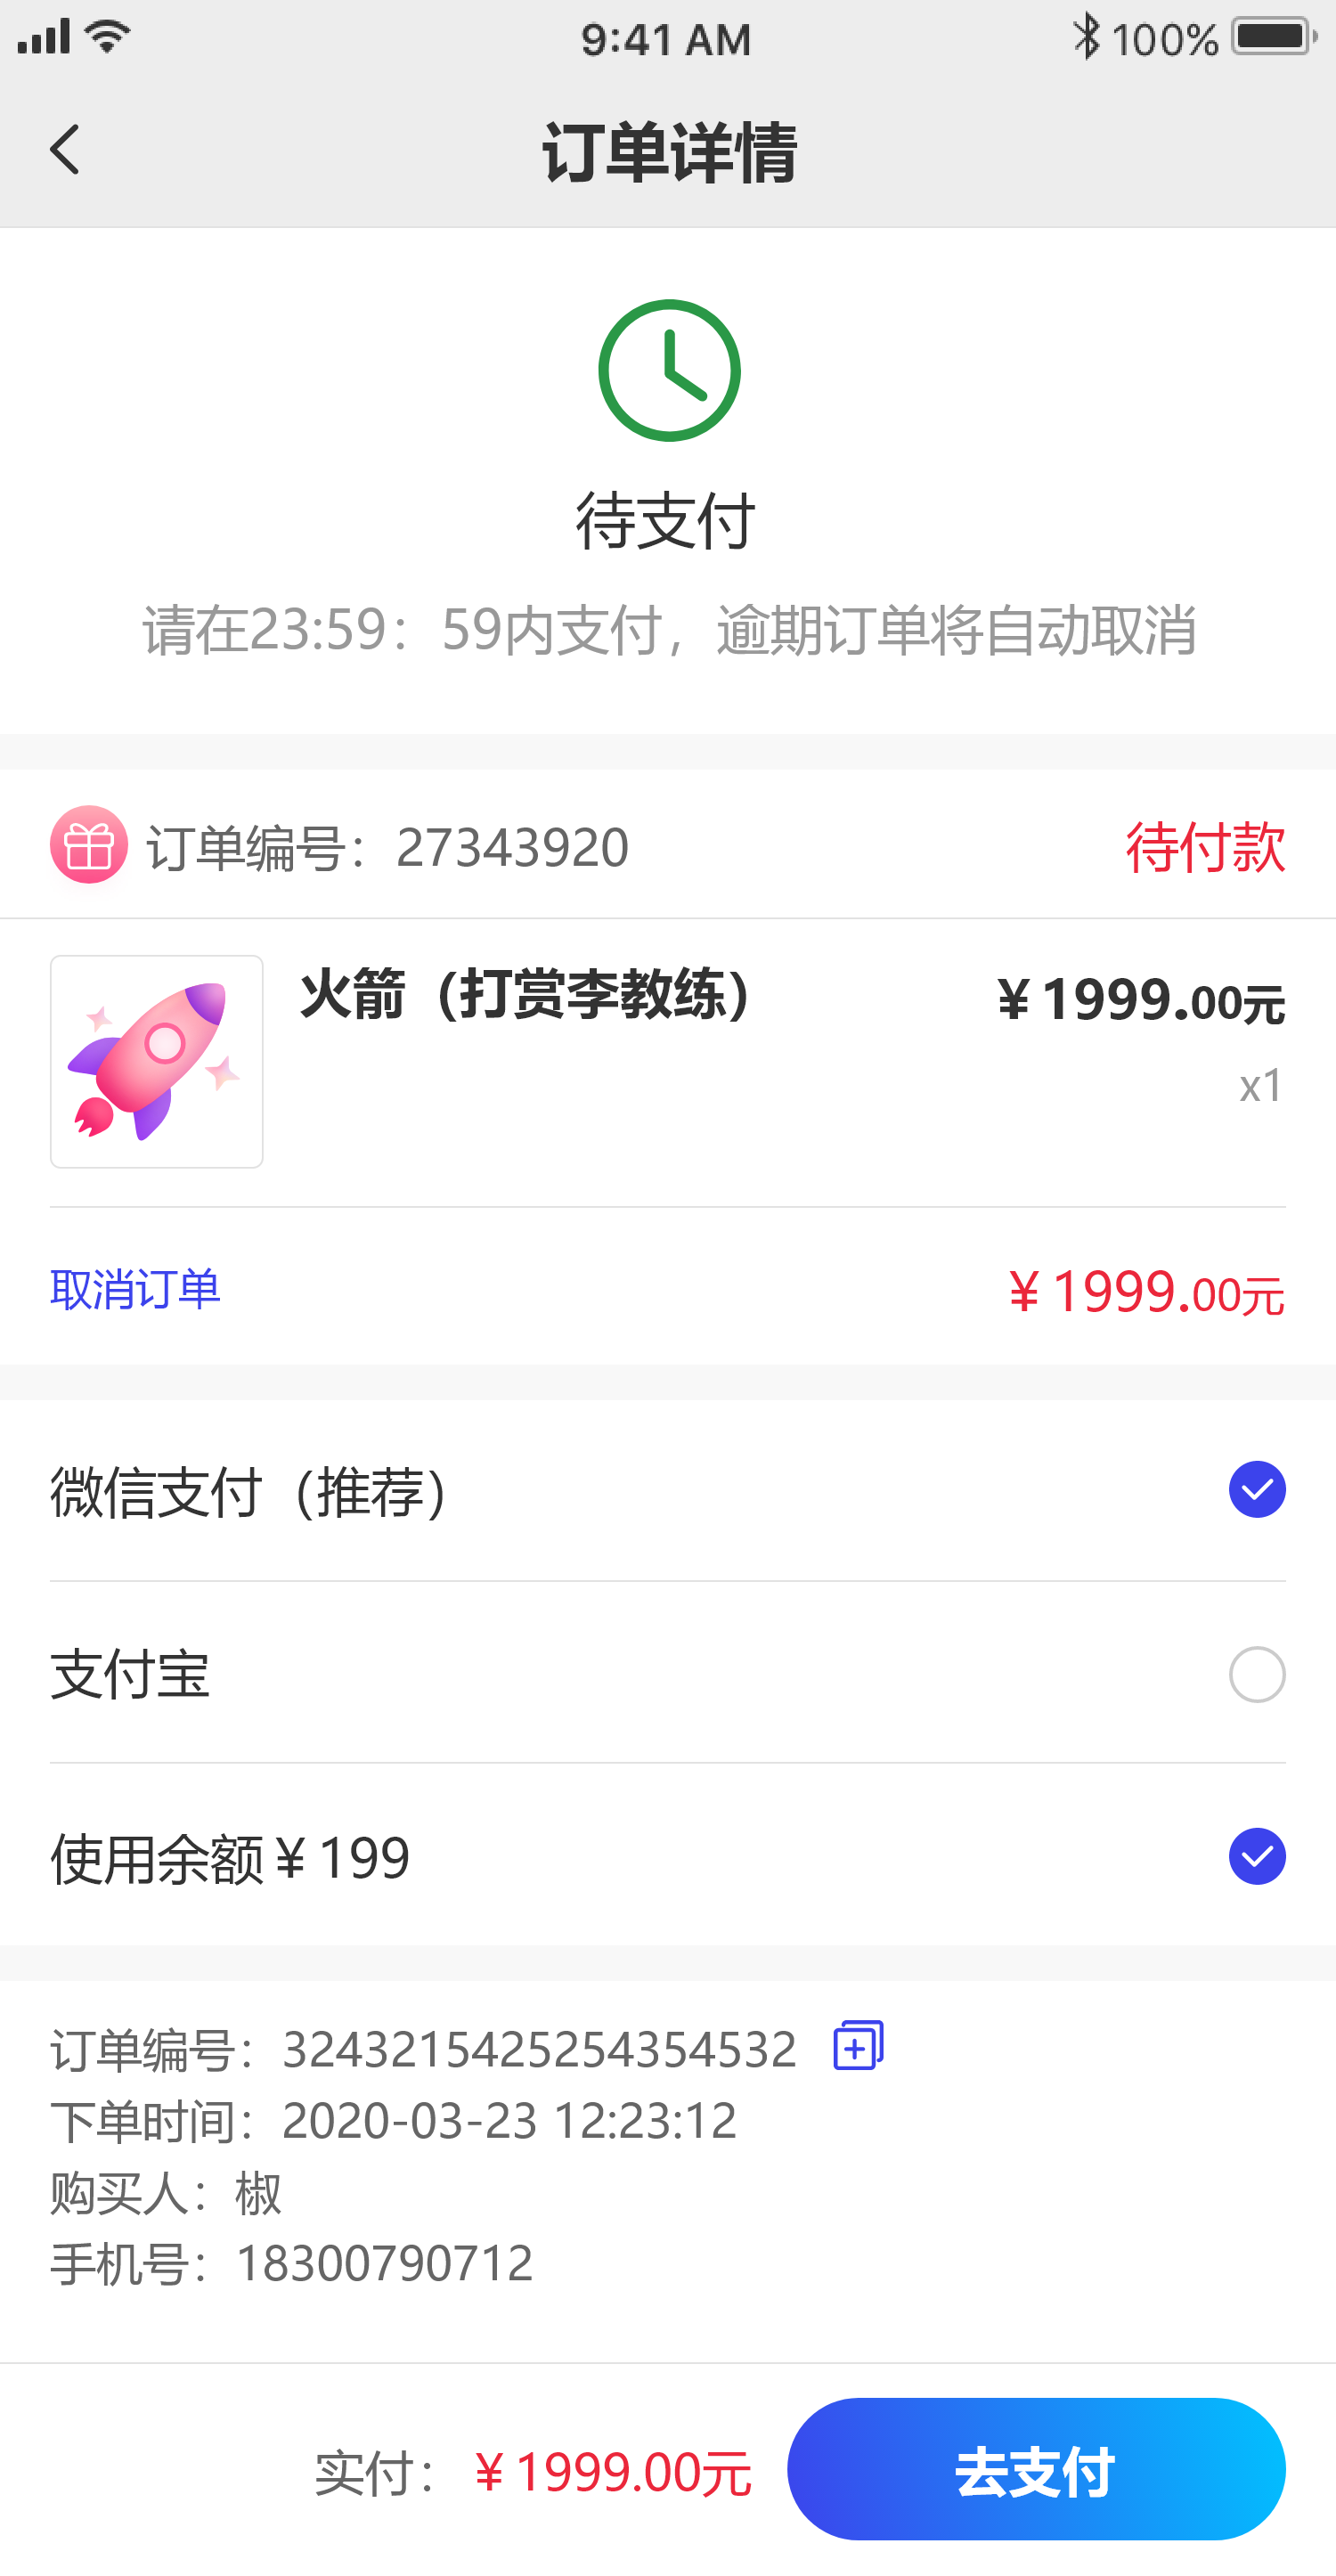 9:41 AM
100%
订单详情
待支付
请在23:59：59内支付，逾期订单将自动取消
订单编号：27343920
待付款
火箭（打赏李教练）
¥1999.00元
x1
取消订单
¥1999.00元
微信支付（推荐）
支付宝
使用余额¥199
订单编号：3243215425254354532
下单时间：2020-03-23 12:23:12
购买人：椒
手机号：18300790712
实付：¥1999.00元
去支付